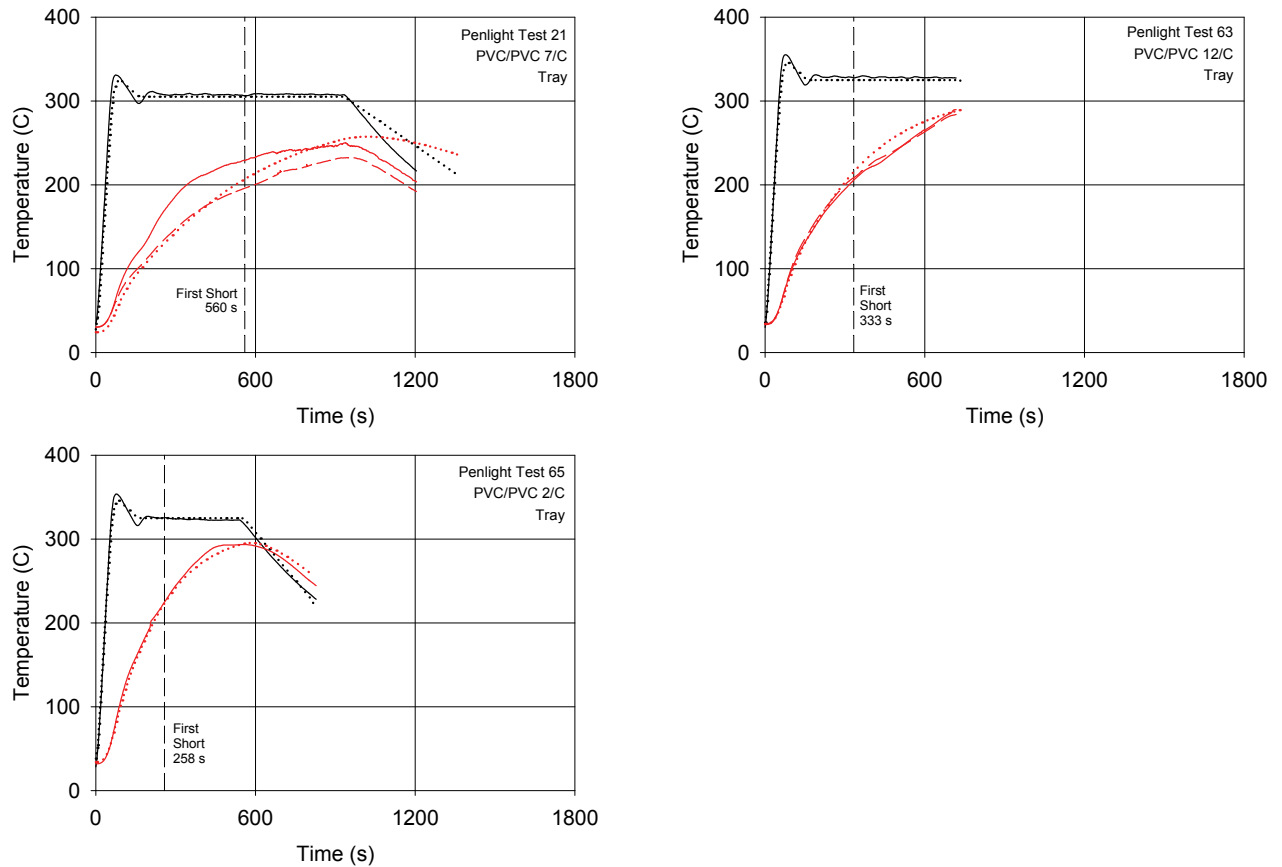 400
300
200
100
0
Temperature (C)
0
600
1200
1800
Time (s)
Penlight Test 21
PVC/PVC 7/C
Tray
First Short
560 s
400
300
200
100
0
Temperature (C)
0
600
1200
1800
Time (s)
Penlight Test 63
PVC/PVC 12/C
Tray
First
Short
333 s
400
300
200
100
0
Temperature (C)
0
600
1200
1800
Time (s)
Penlight Test 65
PVC/PVC 2/C
Tray
First
Short
258 s